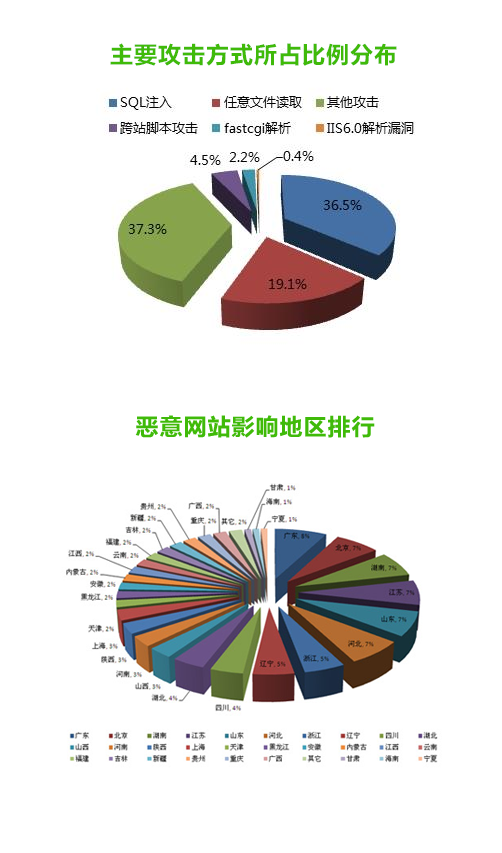 主要攻击方式所占比例分布
SQL注入 任意文件读取 其他攻击
跨站脚本攻击 fastcgi解析 IIS6.0解析漏洞
4.5% 2.2% 0.4%
36.5%
37.3%
19.1%
恶意网站影响地区排行
甘肃, 1%
海南, 1%
宁夏, 1%
贵州, 2%
广西, 2%
新疆, 2%
重庆, 2%
其它, 2%
吉林, 2%
福建, 2%
云南, 2%
江西, 2%
内蒙古, 2%
安徽, 2%
黑龙江, 2%
天津, 2%
上海, 3%
陕西, 3%
河南, 3%
山西, 3%
湖北, 4%
四川, 4%
辽宁, 5%
浙江, 5%
河北, 7%
山东, 7%
江苏, 7%
湖南, 7%
北京, 7%
广东, 8%
广东 北京 湖南 江苏 山东 河北 浙江 辽宁 四川 湖北
山西 河南 陕西 上海 天津 黑龙江 安徽 内蒙古 江西 云南
福建 吉林 新疆 贵州 重庆 广西 其它 甘肃 海南 宁夏